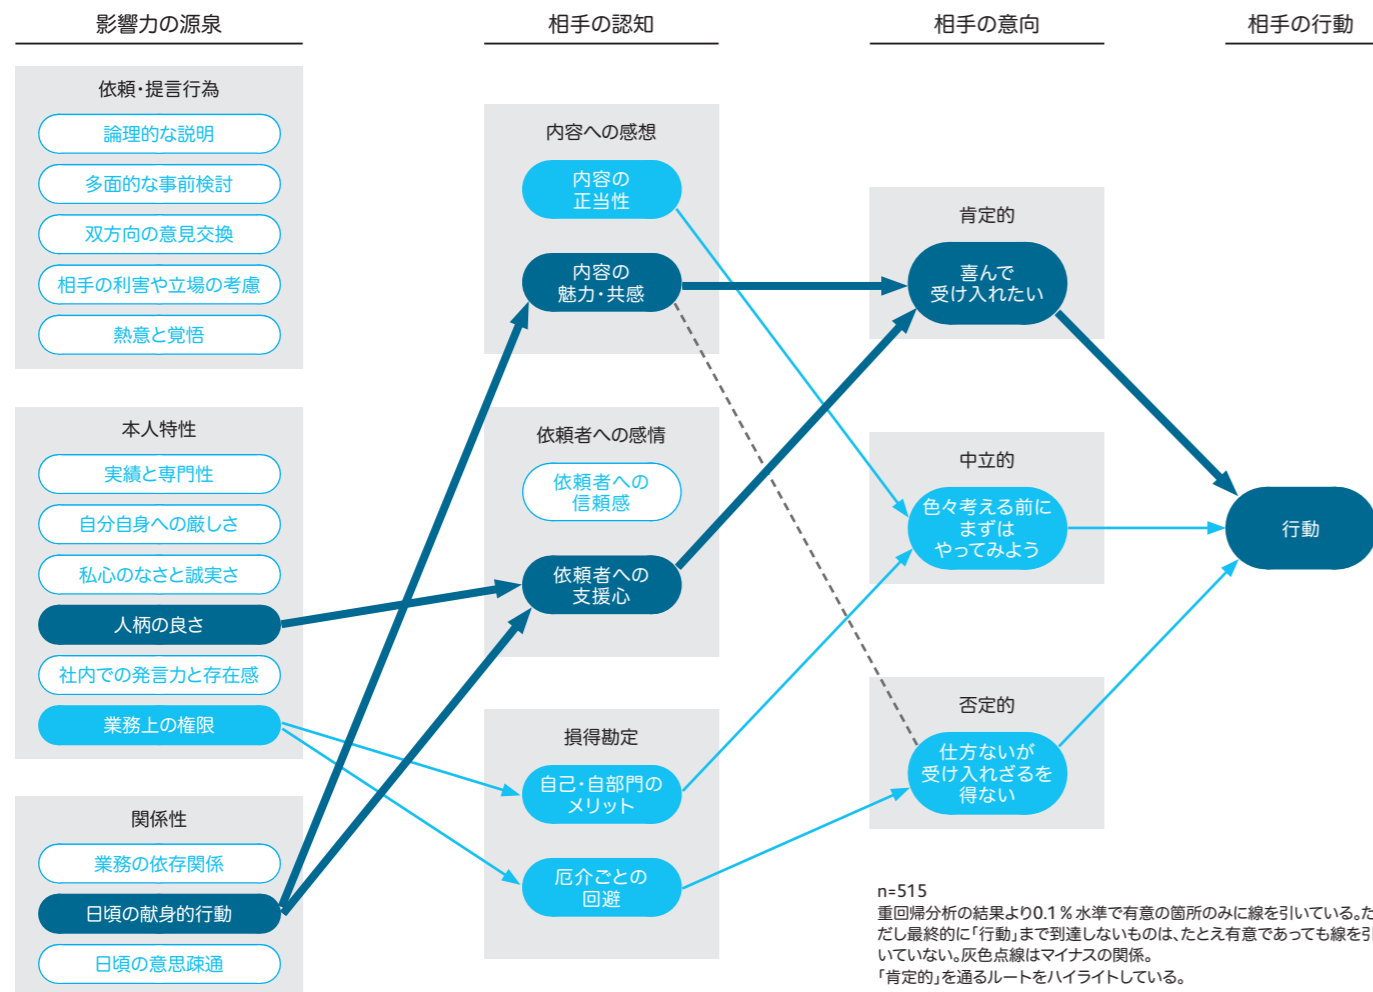 影響力の源泉
相手の認知
相手の意向
相手の行動
依頼・提言行為
論理的な説明
多面的な事前検討
双方向の意見交換
相手の利害や立場の考慮
熱意と覚悟
本人特性
実績と専門性
自分自身への厳しさ
私心のなさと誠実さ
人柄の良さ
社内での発言力と存在感
業務上の権限
関係性
業務の依存関係
日頃の献身的行動
日頃の意思疎通
内容への感想
内容の
正当性
内容の
魅力・共感
依頼者への感情
依頼者への
信頼感
依頼者への
支援心
損得勘定
自己・自部門の
メリット
厄介ごとの
回避
肯定的
喜んで
受け入れたい
中立的
色々考える前に
まずは
やってみよう
否定的
仕方ないが
受け入れざるを
得ない
行動
n=515
重回帰分析の結果より0.1％水準で有意の箇所のみに線を引いている。た
だし最終的に「行動」まで到達しないものは、たとえ有意であっても線を引
いていない。灰色点線はマイナスの関係。
「肯定的」を通るルートをハイライトしている。